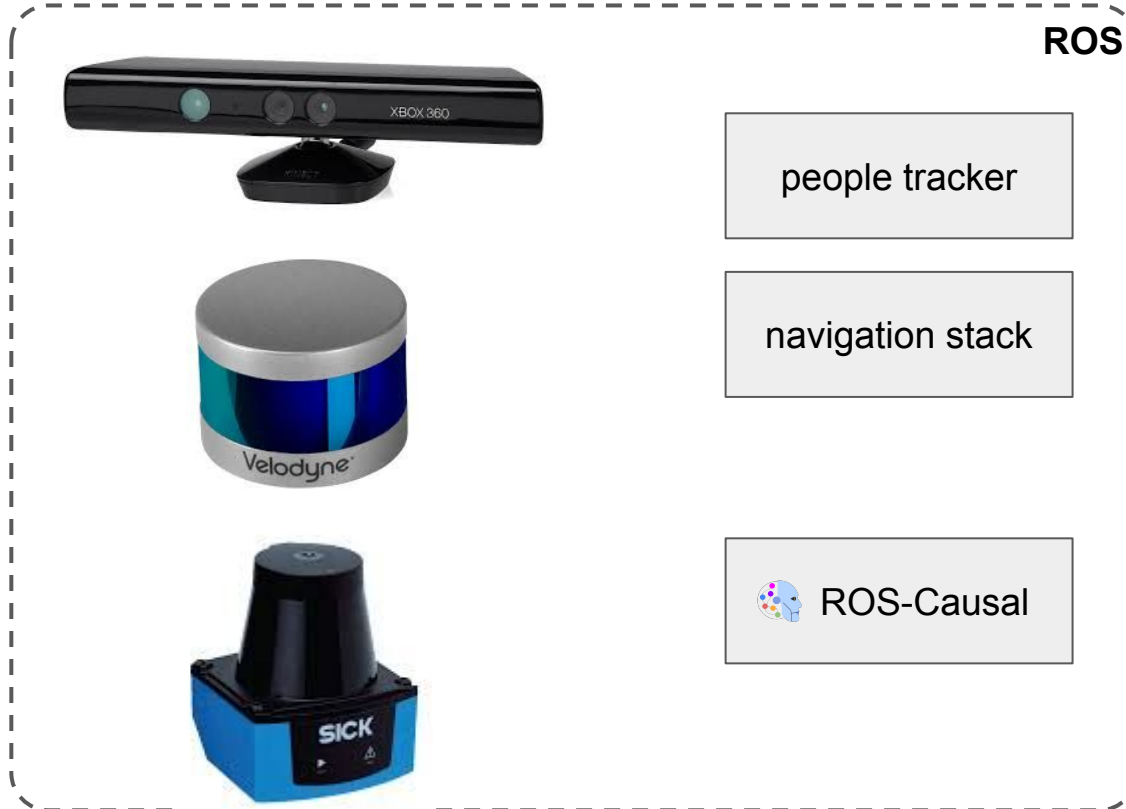 ROS
XBOX 360
people tracker
navigation stack
Velodyne
ROS-Causal
SICK